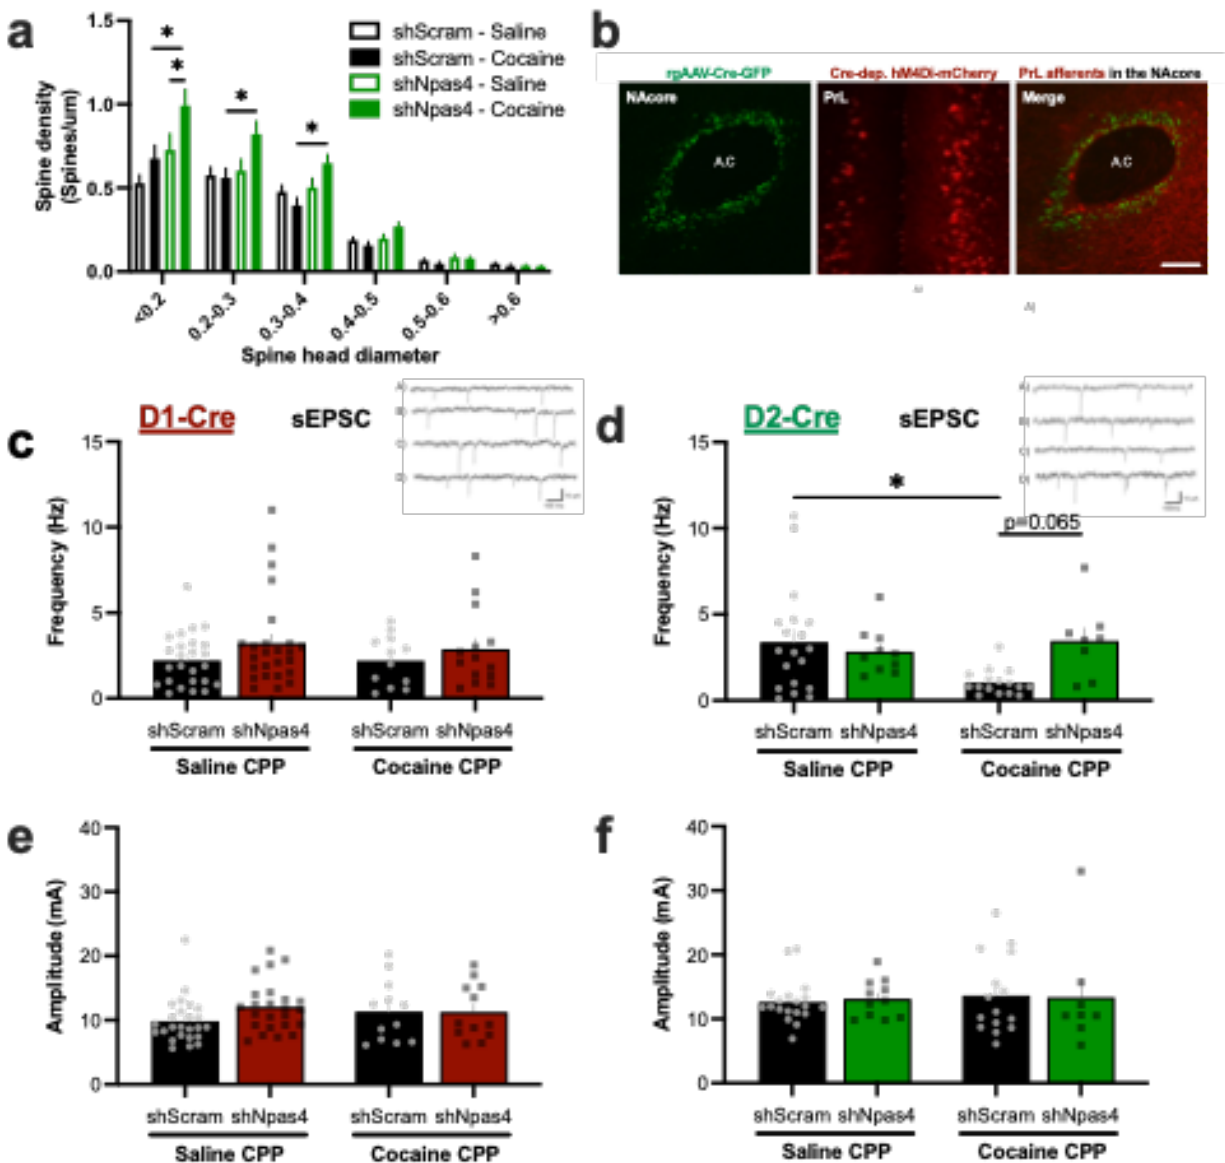 a
1.5
1.0
0.5
0.0
Spine density
(Spines/um)
* * * *
shScram - Saline
shScram - Cocaine
shNpas4 - Saline
shNpas4 - Cocaine
<0.2 0.2-0.3 0.3-0.4 0.4-0.5 0.5-0.6 >0.6
Spine head diameter
b
rgAAV-Cre-GFP
Cre-dep. hM4Di-mCherry
PrL afferents in the NAcore
NAcore
A.C
PrL
Merge
A.C
c
D1-Cre
sEPSC
15
10
5
0
Frequency (Hz)
shScram shNpas4 shScram shNpas4
Saline CPP Cocaine CPP
d
D2-Cre
sEPSC
15
10
5
0
Frequency (Hz)
*
p=0.065
shScram shNpas4 shScram shNpas4
Saline CPP Cocaine CPP
e
40
30
20
10
0
Amplitude (mA)
shScram shNpas4 shScram shNpas4
Saline CPP Cocaine CPP
f
40
30
20
10
0
Amplitude (mA)
shScram shNpas4 shScram shNpas4
Saline CPP Cocaine CPP